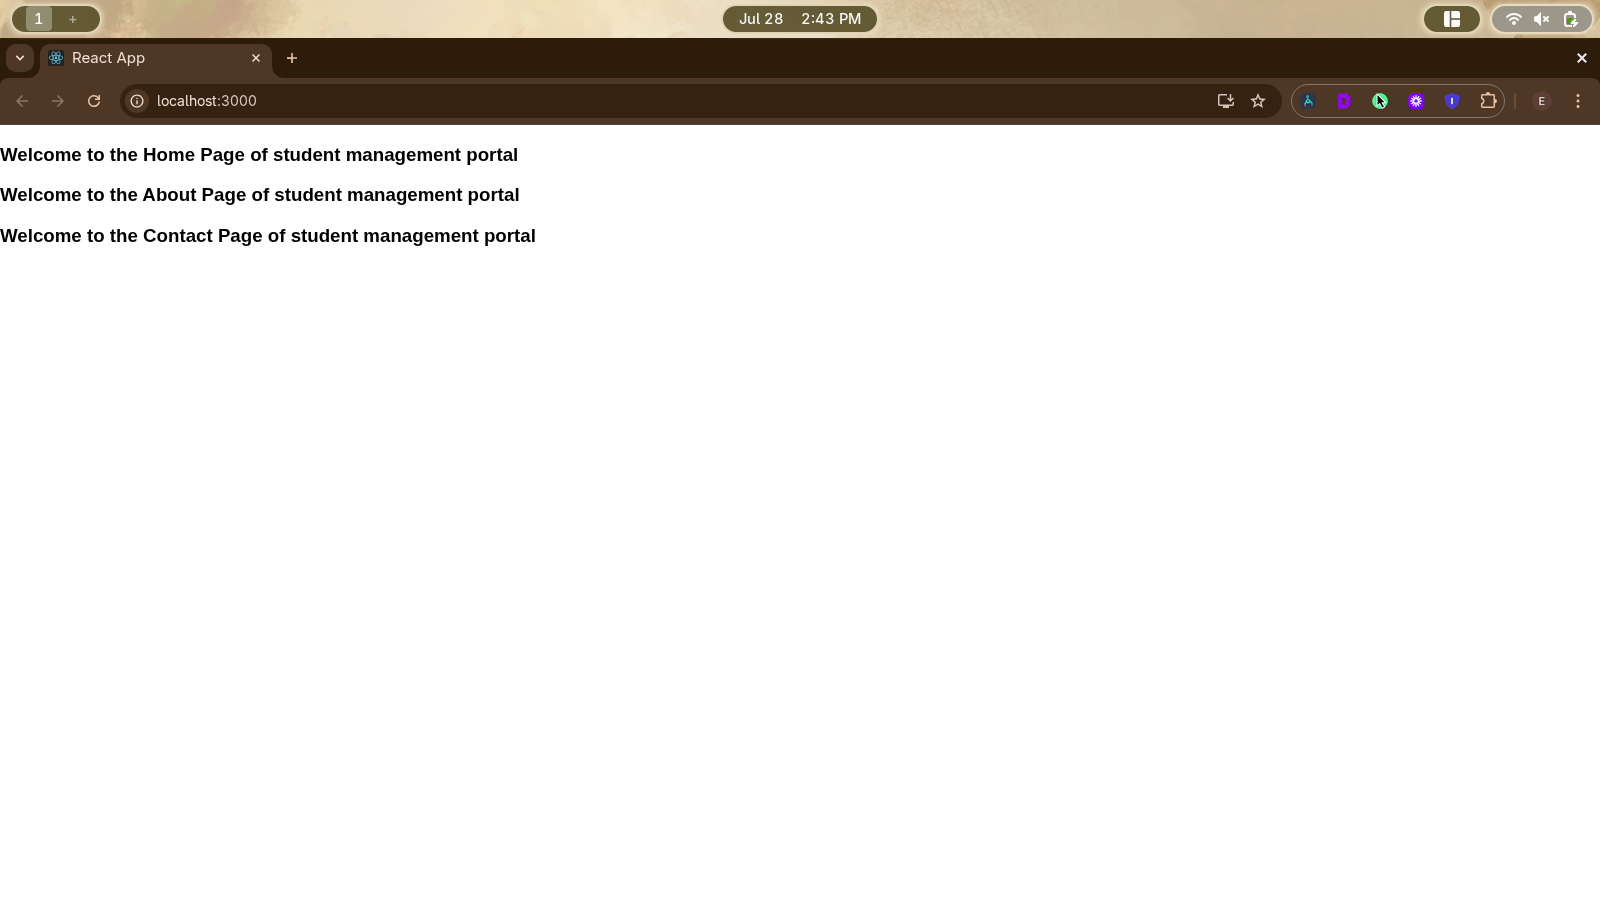 1 +
Jul 28 2:43 PM
React App
localhost:3000
E
Welcome to the Home Page of student management portal
Welcome to the About Page of student management portal
Welcome to the Contact Page of student management portal